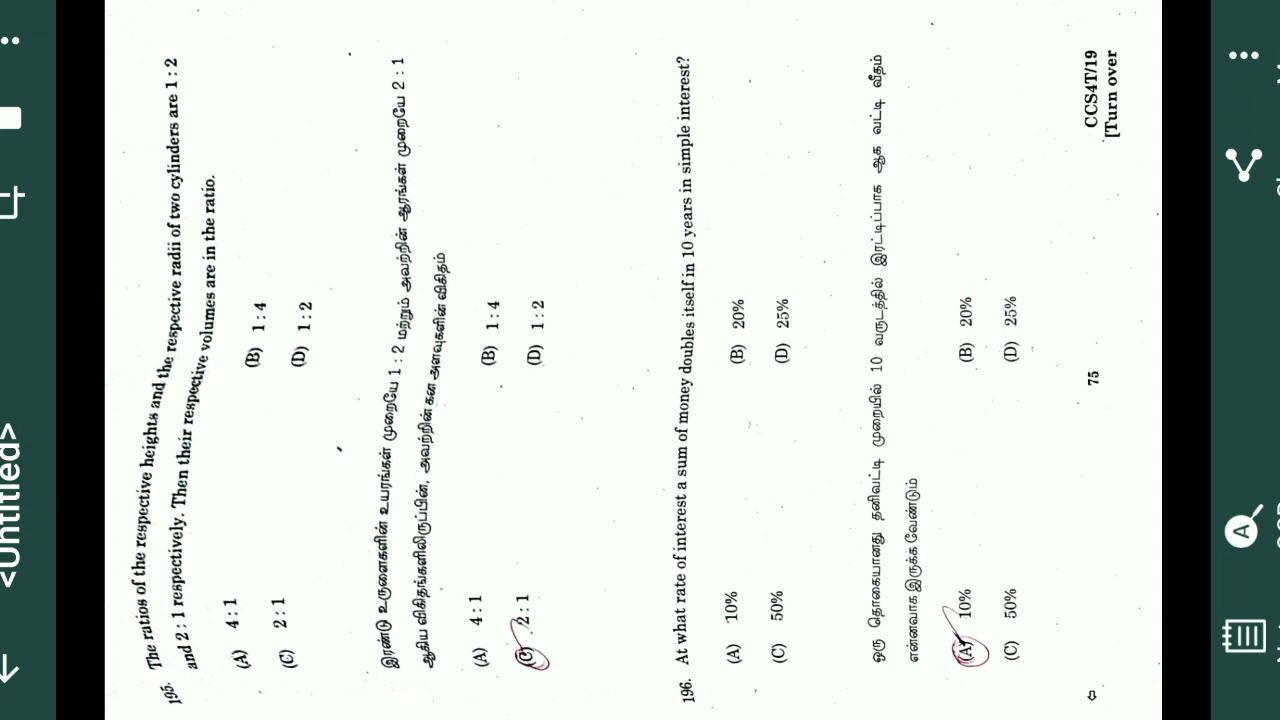 <Untitled>
195. The ratios of the respective heights and the respective radii of two cylinders are 1 : 2
and 2 : 1 respectively. Then their respective volumes are in the ratio.
(A) 4 : 1 (B) 1 : 4
(C) 2 : 1 (D) 1 : 2
இரண்டு உருளைகளின் உயரங்கள் முறையே 1 : 2 மற்றும் அவற்றின் ஆரங்கள் முறையே 2 : 1
ஆகிய விகிதங்களிலிருப்பின், அவற்றின் கன அளவுகளின் விகிதம்
(A) 4 : 1 (B) 1 : 4
(C) 2 : 1 (D) 1 : 2
196. At what rate of interest a sum of money doubles itself in 10 years in simple interest?
(A) 10% (B) 20%
(C) 50% (D) 25%
ஒரு தொகையானது தனிவட்டி முறையில் 10 வருடத்தில் இரட்டிப்பாக ஆக வட்டி வீதம்
என்னவாக இருக்க வேண்டும்
(A) 10% (B) 20%
(C) 50% (D) 25%
75 CCS4T/19
[Turn over